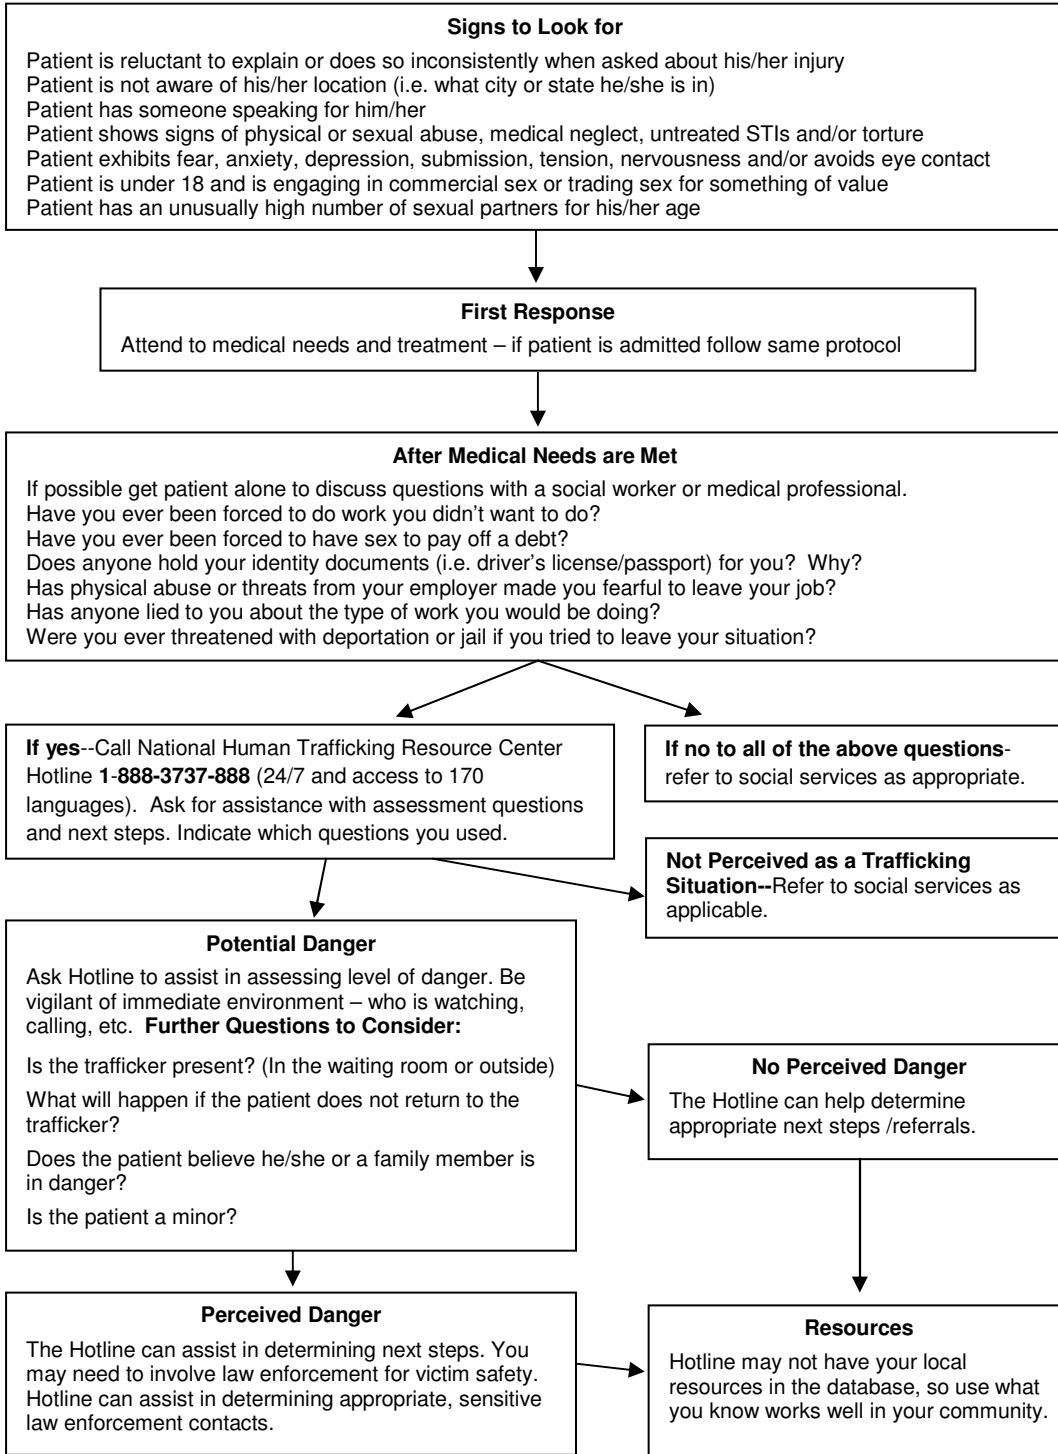 Signs to Look for
Patient is reluctant to explain or does so inconsistently when asked about his/her injury
Patient is not aware of his/her location (i.e. what city or state he/she is in)
Patient has someone speaking for him/her
Patient shows signs of physical or sexual abuse, medical neglect, untreated STIs and/or torture
Patient exhibits fear, anxiety, depression, submission, tension, nervousness and/or avoids eye contact
Patient is under 18 and is engaging in commercial sex or trading sex for something of value
Patient has an unusually high number of sexual partners for his/her age
First Response
Attend to medical needs and treatment – if patient is admitted follow same protocol
After Medical Needs are Met
If possible get patient alone to discuss questions with a social worker or medical professional.
Have you ever been forced to do work you didn't want to do?
Have you ever been forced to have sex to pay off a debt?
Does anyone hold your identity documents (i.e. driver's license/passport) for you?  Why?
Has physical abuse or threats from your employer made you fearful to leave your job?
Has anyone lied to you about the type of work you would be doing?
Were you ever threatened with deportation or jail if you tried to leave your situation?
If yes--Call National Human Trafficking Resource Center
Hotline 1-888-3737-888 (24/7 and access to 170
languages).  Ask for assistance with assessment questions
and next steps. Indicate which questions you used.
If no to all of the above questions-
refer to social services as appropriate.
Not Perceived as a Trafficking
Situation--Refer to social services as
applicable.
Potential Danger
Ask Hotline to assist in assessing level of danger. Be
vigilant of immediate environment – who is watching,
calling, etc.  Further Questions to Consider:
Is the trafficker present? (In the waiting room or outside)
What will happen if the patient does not return to the
trafficker?
Does the patient believe he/she or a family member is
in danger?
Is the patient a minor?
No Perceived Danger
The Hotline can help determine
appropriate next steps /referrals.
Perceived Danger
The Hotline can assist in determining next steps. You
may need to involve law enforcement for victim safety.
Hotline can assist in determining appropriate, sensitive
law enforcement contacts.
Resources
Hotline may not have your local
resources in the database, so use what
you know works well in your community.